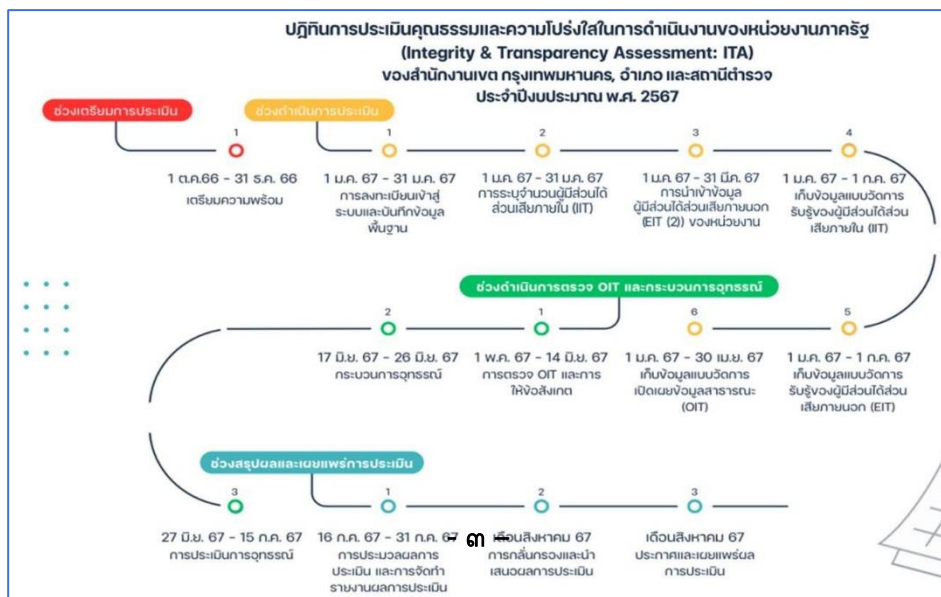 ปฏิทินการประเมินคุณธรรมและความโปร่งใสในการดำเนินงานของหน่วยงานภาครัฐ
(Integrity & Transparency Assessment: ITA)
ของสำนักงานเขต กรุงเทพมหานคร, อำเภอ และสถานีตำรวจ
ประจำปีงบประมาณ พ.ศ. 2567
ช่วงเตรียมการประเมิน
1
1 ต.ค.66 - 31 ธ.ค. 66
เตรียมความพร้อม
ช่วงดำเนินการประเมิน
1
1 ม.ค. 67 - 31 ม.ค. 67
การลงทะเบียนเข้าสู่
ระบบและบันทึกข้อมูล
พื้นฐาน
2
1 ม.ค. 67 - 31 ม.ค. 67
การระบุจำนวนผู้มีส่วนได้
ส่วนเสียภายใน (IIT)
3
1 ม.ค. 67 - 31 มี.ค. 67
การนำเข้าข้อมูล
ผู้มีส่วนได้ส่วนเสียภายนอก
(EIT (2)) ของหน่วยงาน
4
1 ม.ค. 67 - 1 ก.ค. 67
เก็บข้อมูลแบบวัดการ
รับรู้ของผู้มีส่วนได้ส่วน
เสียภายใน (IIT)
5
1 ม.ค. 67 - 1 ก.ค. 67
เก็บข้อมูลแบบวัดการ
รับรู้ของผู้มีส่วนได้ส่วน
เสียภายนอก (EIT)
6
1 ม.ค. 67 - 30 เม.ย. 67
เก็บข้อมูลแบบวัดการ
เปิดเผยข้อมูลสาธารณะ
(OIT)
ช่วงดำเนินการตรวจ OIT และกระบวนการอุทธรณ์
1
1 พ.ค. 67 - 14 มิ.ย. 67
การตรวจ OIT และการ
ให้ข้อสังเกต
2
17 มิ.ย. 67 - 26 มิ.ย. 67
กระบวนการอุทธรณ์
3
27 มิ.ย. 67 - 15 ก.ค. 67
การประเมินการอุทธรณ์
ช่วงสรุปผลและเผยแพร่การประเมิน
1
16 ก.ค. 67 - 31 ก.ค. 67
การประมวลผลการ
ประเมิน และการจัดทำ
รายงานผลการประเมิน
- ๓ -
2
เดือนสิงหาคม 67
การกลั่นกรองและนำ
เสนอผลการประเมิน
3
เดือนสิงหาคม 67
ประกาศและเผยแพร่ผล
การประเมิน